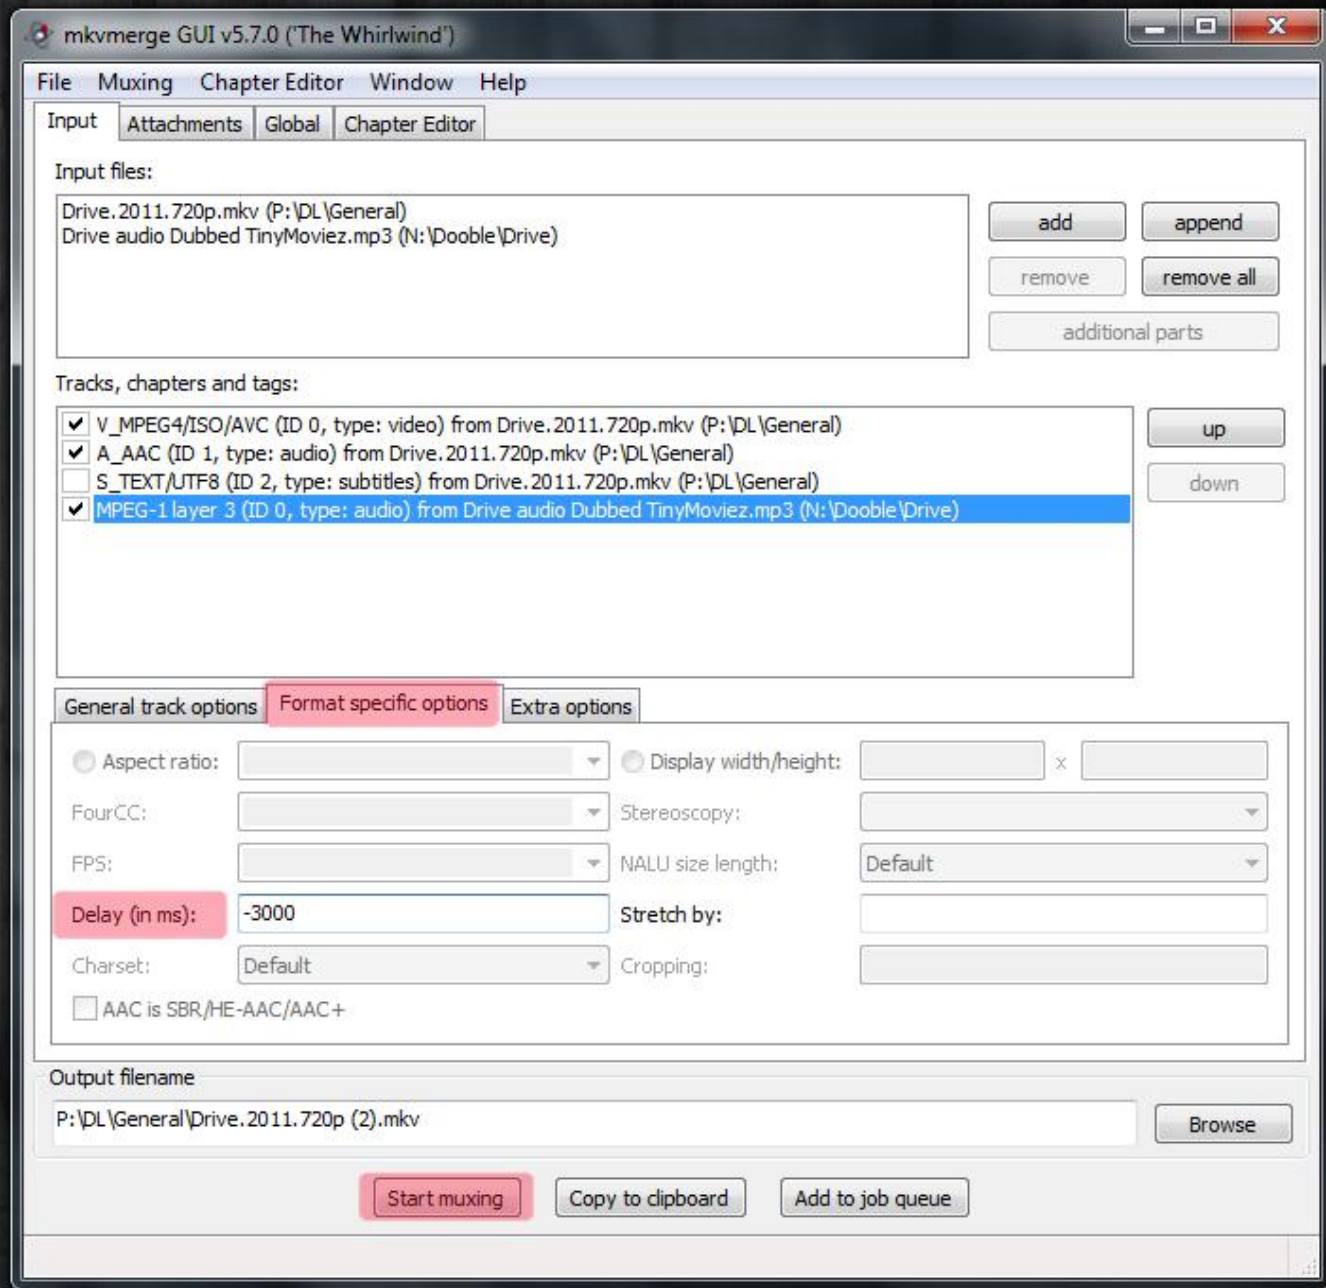 mkvmerge GUI v5.7.0 ('The Whirlwind')
File Muxing Chapter Editor Window Help
Input Attachments Global Chapter Editor
Input files:
Drive.2011.720p.mkv (P:\DL\General)
Drive audio Dubbed TinyMoviez.mp3 (N:\Dooble\Drive)
add append
remove remove all
additional parts
Tracks, chapters and tags:
V_MPEG4/ISO/AVC (ID 0, type: video) from Drive.2011.720p.mkv (P:\DL\General)
A_AAC (ID 1, type: audio) from Drive.2011.720p.mkv (P:\DL\General)
S_TEXT/UTF8 (ID 2, type: subtitles) from Drive.2011.720p.mkv (P:\DL\General)
MPEG-1 layer 3 (ID 0, type: audio) from Drive audio Dubbed TinyMoviez.mp3 (N:\Dooble\Drive)
up
down
General track options Format specific options Extra options
Aspect ratio: Display width/height: x
FourCC: Stereoscopy:
FPS: NALU size length: Default
Delay (in ms): -3000 Stretch by:
Charset: Default Cropping:
AAC is SBR/HE-AAC/AAC+
Output filename
P:\DL\General\Drive.2011.720p (2).mkv Browse
Start muxing Copy to clipboard Add to job queue